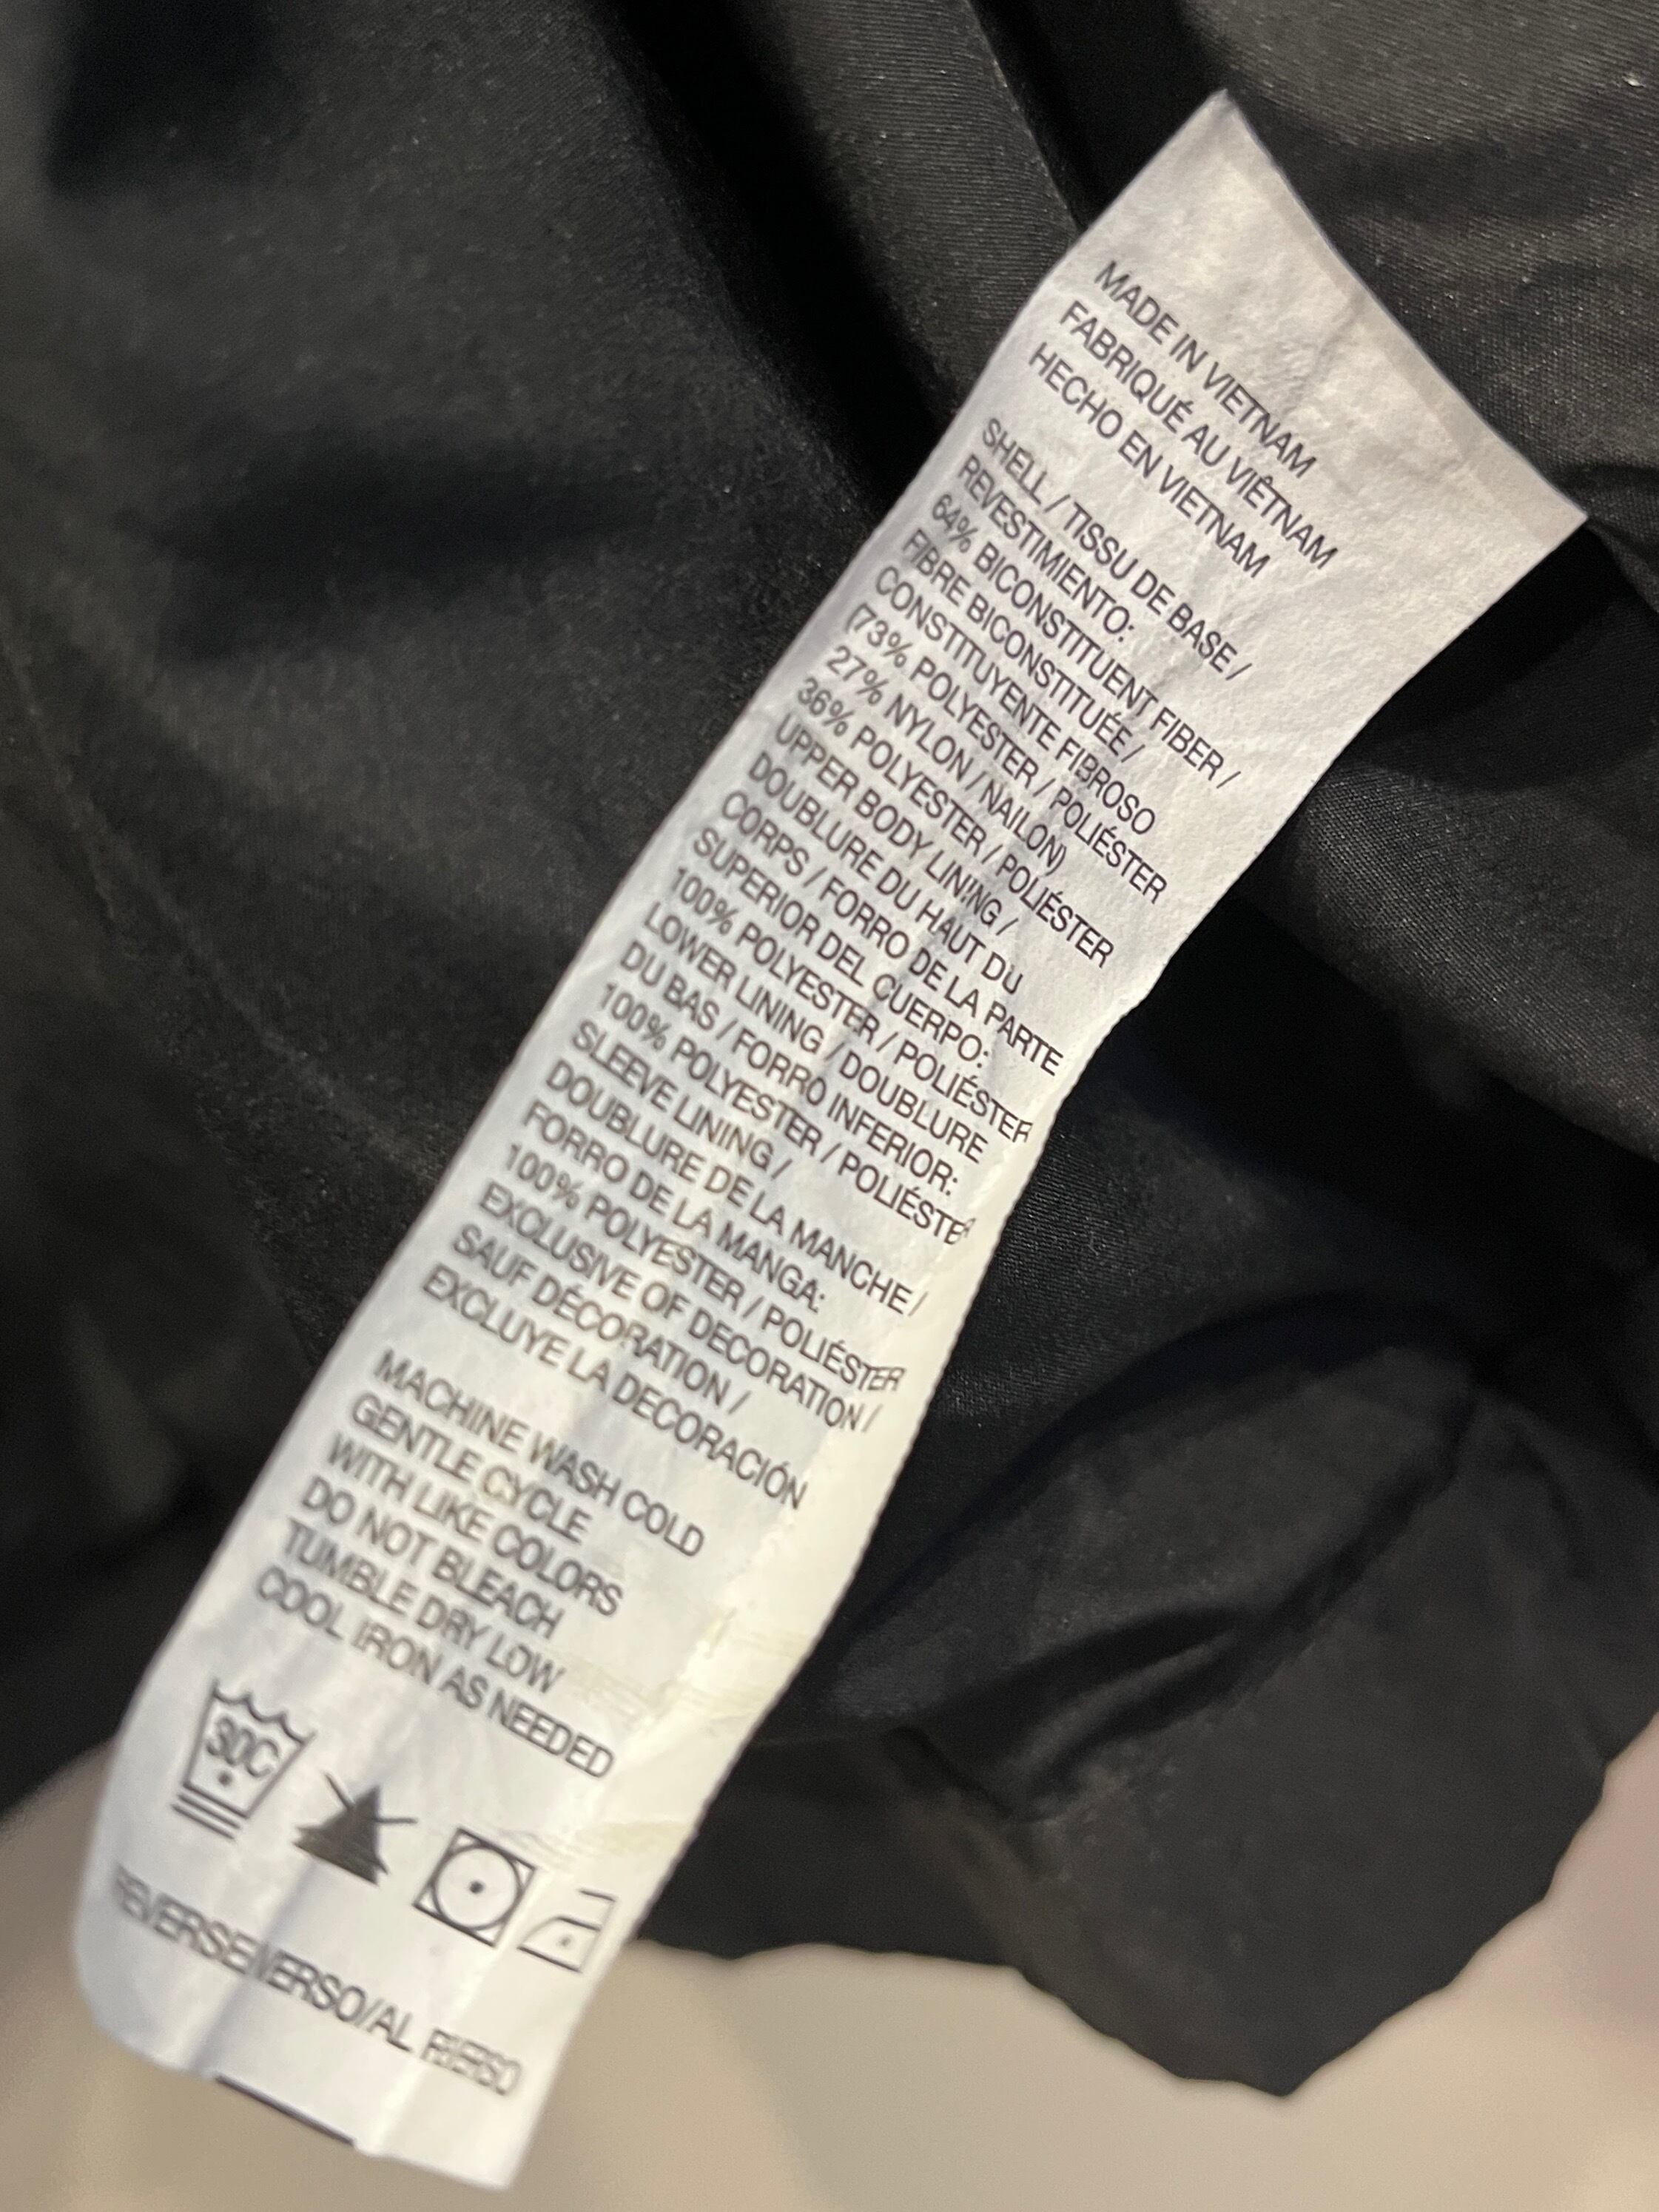 MADE IN VIETNAM
FABRIQUÉ AU VIÊTNAM
HECHO EN VIETNAM
SHELL / TISSU DE BASE /
REVESTIMIENTO:
64% BICONSTITUENT FIBER /
FIBRE BICONSTITUÉE /
CONSTITUYENTE FIBROSO
(73% POLYESTER / POLIÉSTER
27% NYLON / NAILON)
36% POLYESTER / POLIÉSTER
UPPER BODY LINING /
DOUBLURE DU HAUT DU
CORPS / FORRO DE LA PARTE
SUPERIOR DEL CUERPO:
100% POLYESTER / POLIÉSTER
LOWER LINING / DOUBLURE
DU BAS / FORRO INFERIOR:
100% POLYESTER / POLIÉSTER
SLEEVE LINING /
DOUBLURE DE LA MANCHE /
FORRO DE LA MANGA:
100% POLYESTER / POLIÉSTER
EXCLUSIVE OF DECORATION /
SAUF DÉCORATION /
EXCLUYE LA DECORACIÓN
MACHINE WASH COLD
GENTLE CYCLE
WITH LIKE COLORS
DO NOT BLEACH
TUMBLE DRY LOW
COOL IRON AS NEEDED
30C